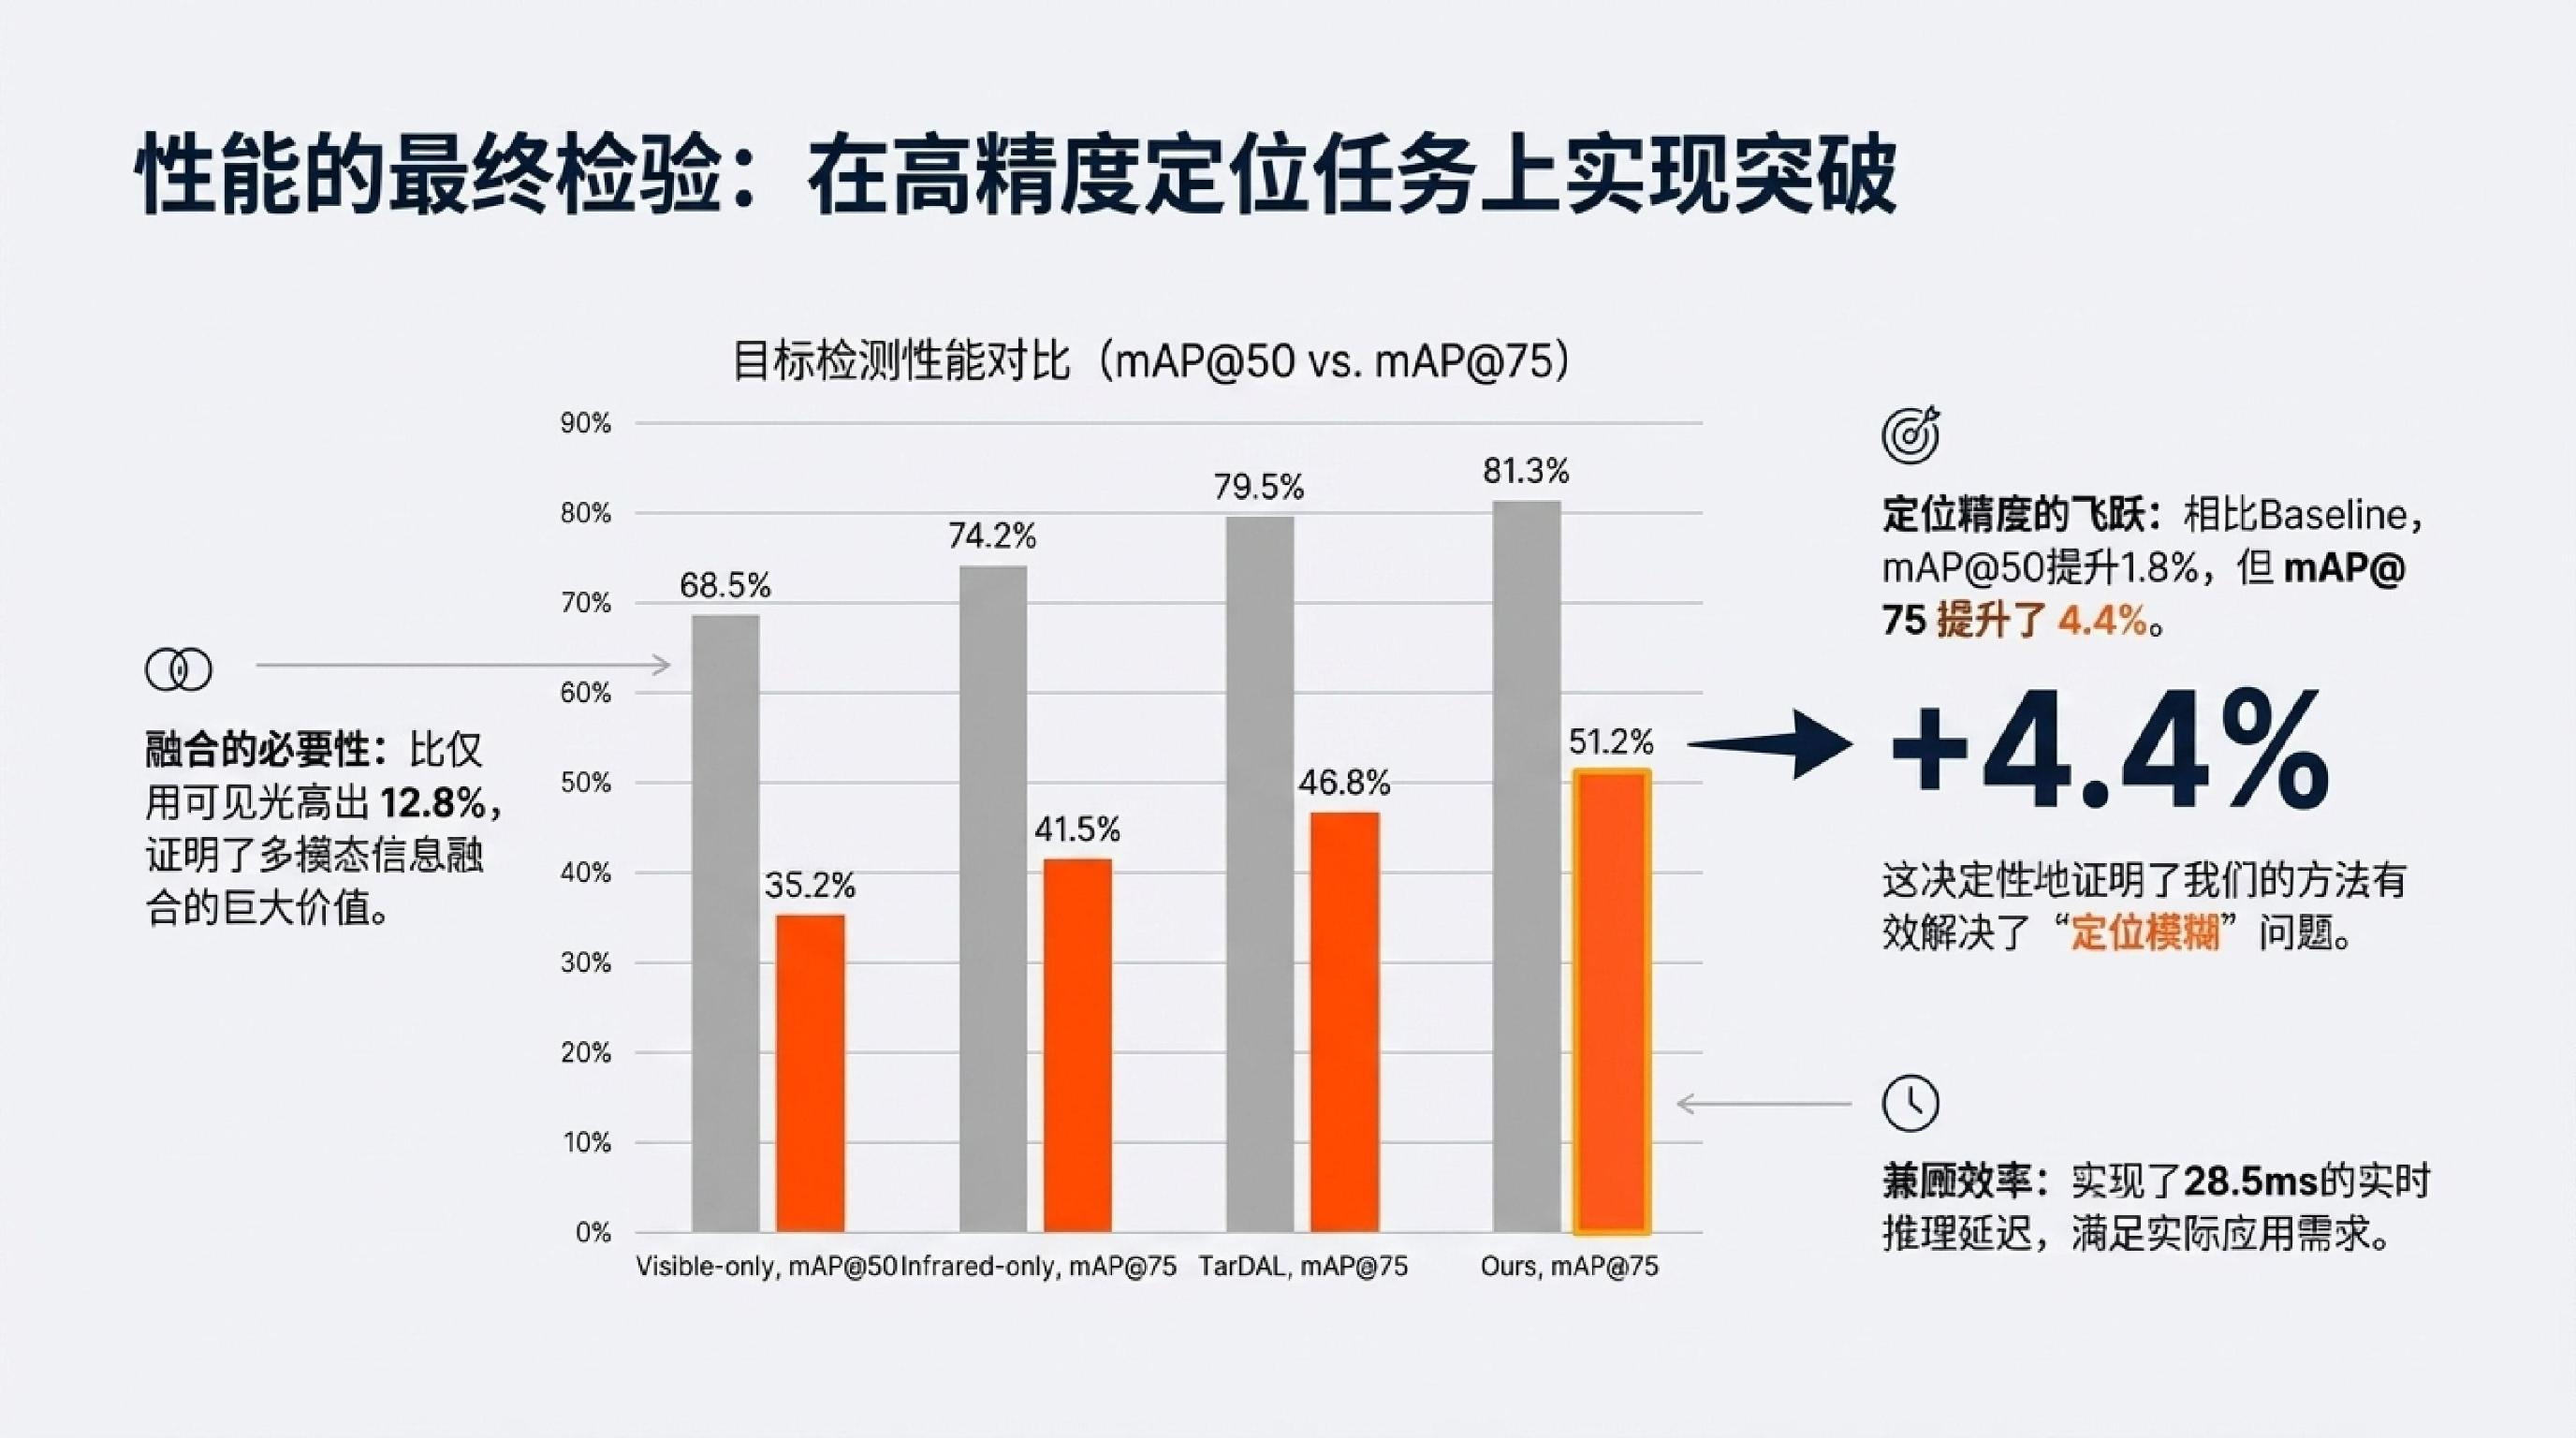 性能的最终检验：在高精度定位任务上实现突破
目标检测性能对比（mAP@50 vs. mAP@75）
90%
80%
70%
60%
50%
40%
30%
20%
10%
0%
68.5%
35.2%
74.2%
41.5%
79.5%
46.8%
81.3%
51.2%
Visible-only, mAP@50
Infrared-only, mAP@75
TarDAL, mAP@75
Ours, mAP@75
融合的必要性：比仅
用可见光高出 12.8%，
证明了多模态信息融
合的巨大价值。
定位精度的飞跃：相比Baseline，
mAP@50提升1.8%，但 mAP@
75 提升了 4.4%。
+4.4%
这决定性地证明了我们的方法有
效解决了“定位模糊”问题。
兼顾效率：实现了28.5ms的实时
推理延迟，满足实际应用需求。